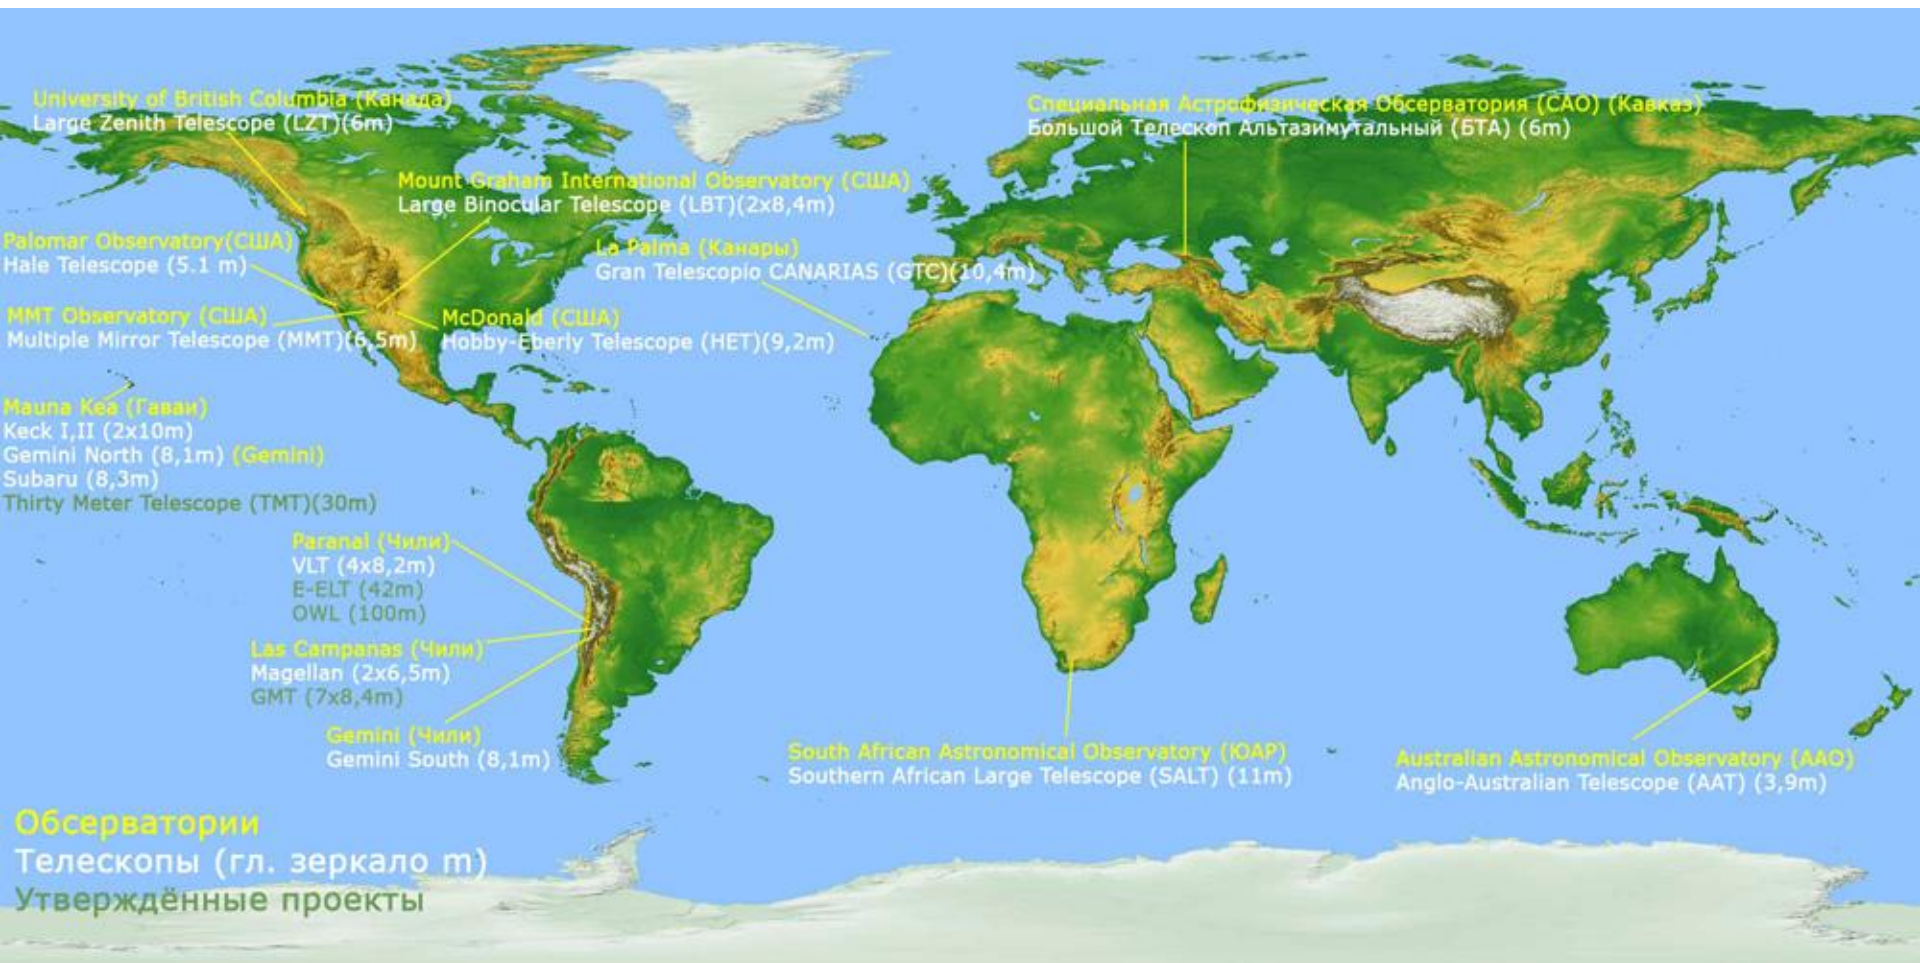 University of British Columbia (Канада)
Large Zenith Telescope (LZT)(6m)
Специальная Астрофизическая Обсерватория (САО) (Кавказ)
Большой Телескоп Альтазимутальный (БТА) (6m)
Mount Graham International Observatory (США)
Large Binocular Telescope (LBT)(2x8,4m)
Palomar Observatory(США)
Hale Telescope (5.1 m)
La Palma (Канары)
Gran Telescopio CANARIAS (GTC)(10,4m)
MMT Observatory (США)
Multiple Mirror Telescope (MMT)(6,5m)
McDonald (США)
Hobby-Eberly Telescope (HET)(9,2m)
Mauna Kea (Гаваи)
Keck I,II (2x10m)
Gemini North (8,1m) (Gemini)
Subaru (8,3m)
Thirty Meter Telescope (TMT)(30m)
Paranal (Чили)
VLT (4x8,2m)
E-ELT (42m)
OWL (100m)
Las Campanas (Чили)
Magellan (2x6,5m)
GMT (7x8,4m)
Gemini (Чили)
Gemini South (8,1m)
South African Astronomical Observatory (ЮАР)
Southern African Large Telescope (SALT) (11m)
Australian Astronomical Observatory (AAO)
Anglo-Australian Telescope (AAT) (3,9m)
Обсерватории
Телескопы (гл. зеркало m)
Утверждённые проекты